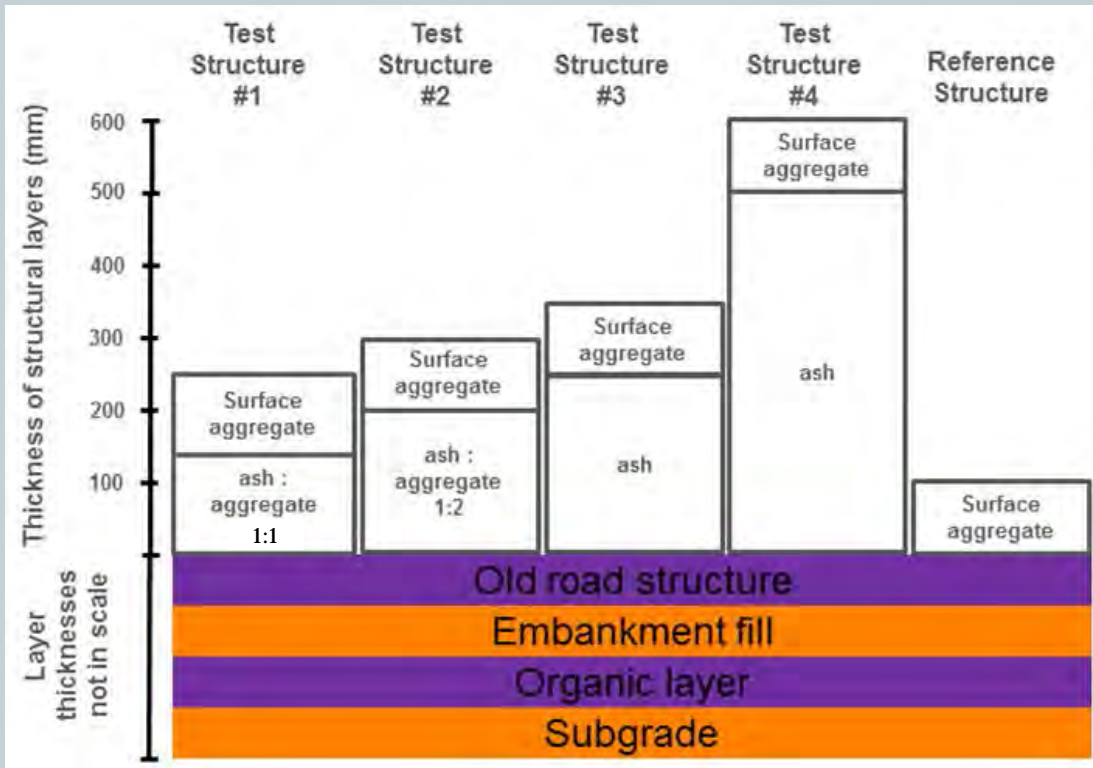 Test
Structure
#1
Test
Structure
#2
Test
Structure
#3
Test
Structure
#4
Reference
Structure
Thickness of structural layers (mm)
600
500
400
300
200
100
Surface
aggregate
ash :
aggregate
1:1
Surface
aggregate
ash :
aggregate
1:2
Surface
aggregate
ash
Surface
aggregate
ash
Surface
aggregate
Layer
thicknesses
not in scale
Old road structure
Embankment fill
Organic layer
Subgrade